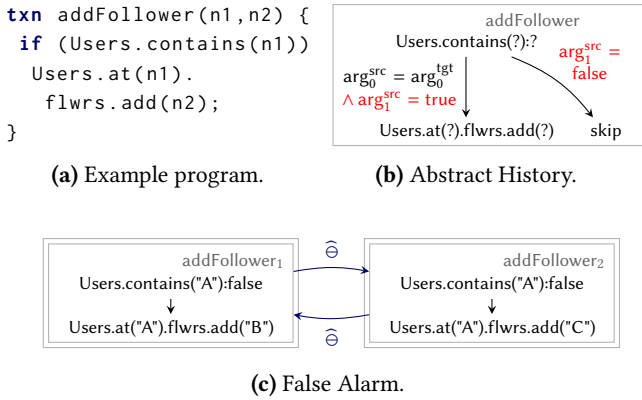 txn addFollower(n1,n2) {
if (Users.contains(n1))
Users.at(n1).
flwrs.add(n2);
}
(a) Example program.
addFollower
Users.contains(?):?
arg₀ˢʳᶜ = arg₀ᵗᵍᵗ
∧ arg₁ˢʳᶜ = true
arg₁ˢʳᶜ =
false
Users.at(?).flwrs.add(?)
skip
(b) Abstract History.
addFollower₁
Users.contains("A"):false
Users.at("A").flwrs.add("B")
⊖̂
⊖̂
addFollower₂
Users.contains("A"):false
Users.at("A").flwrs.add("C")
(c) False Alarm.